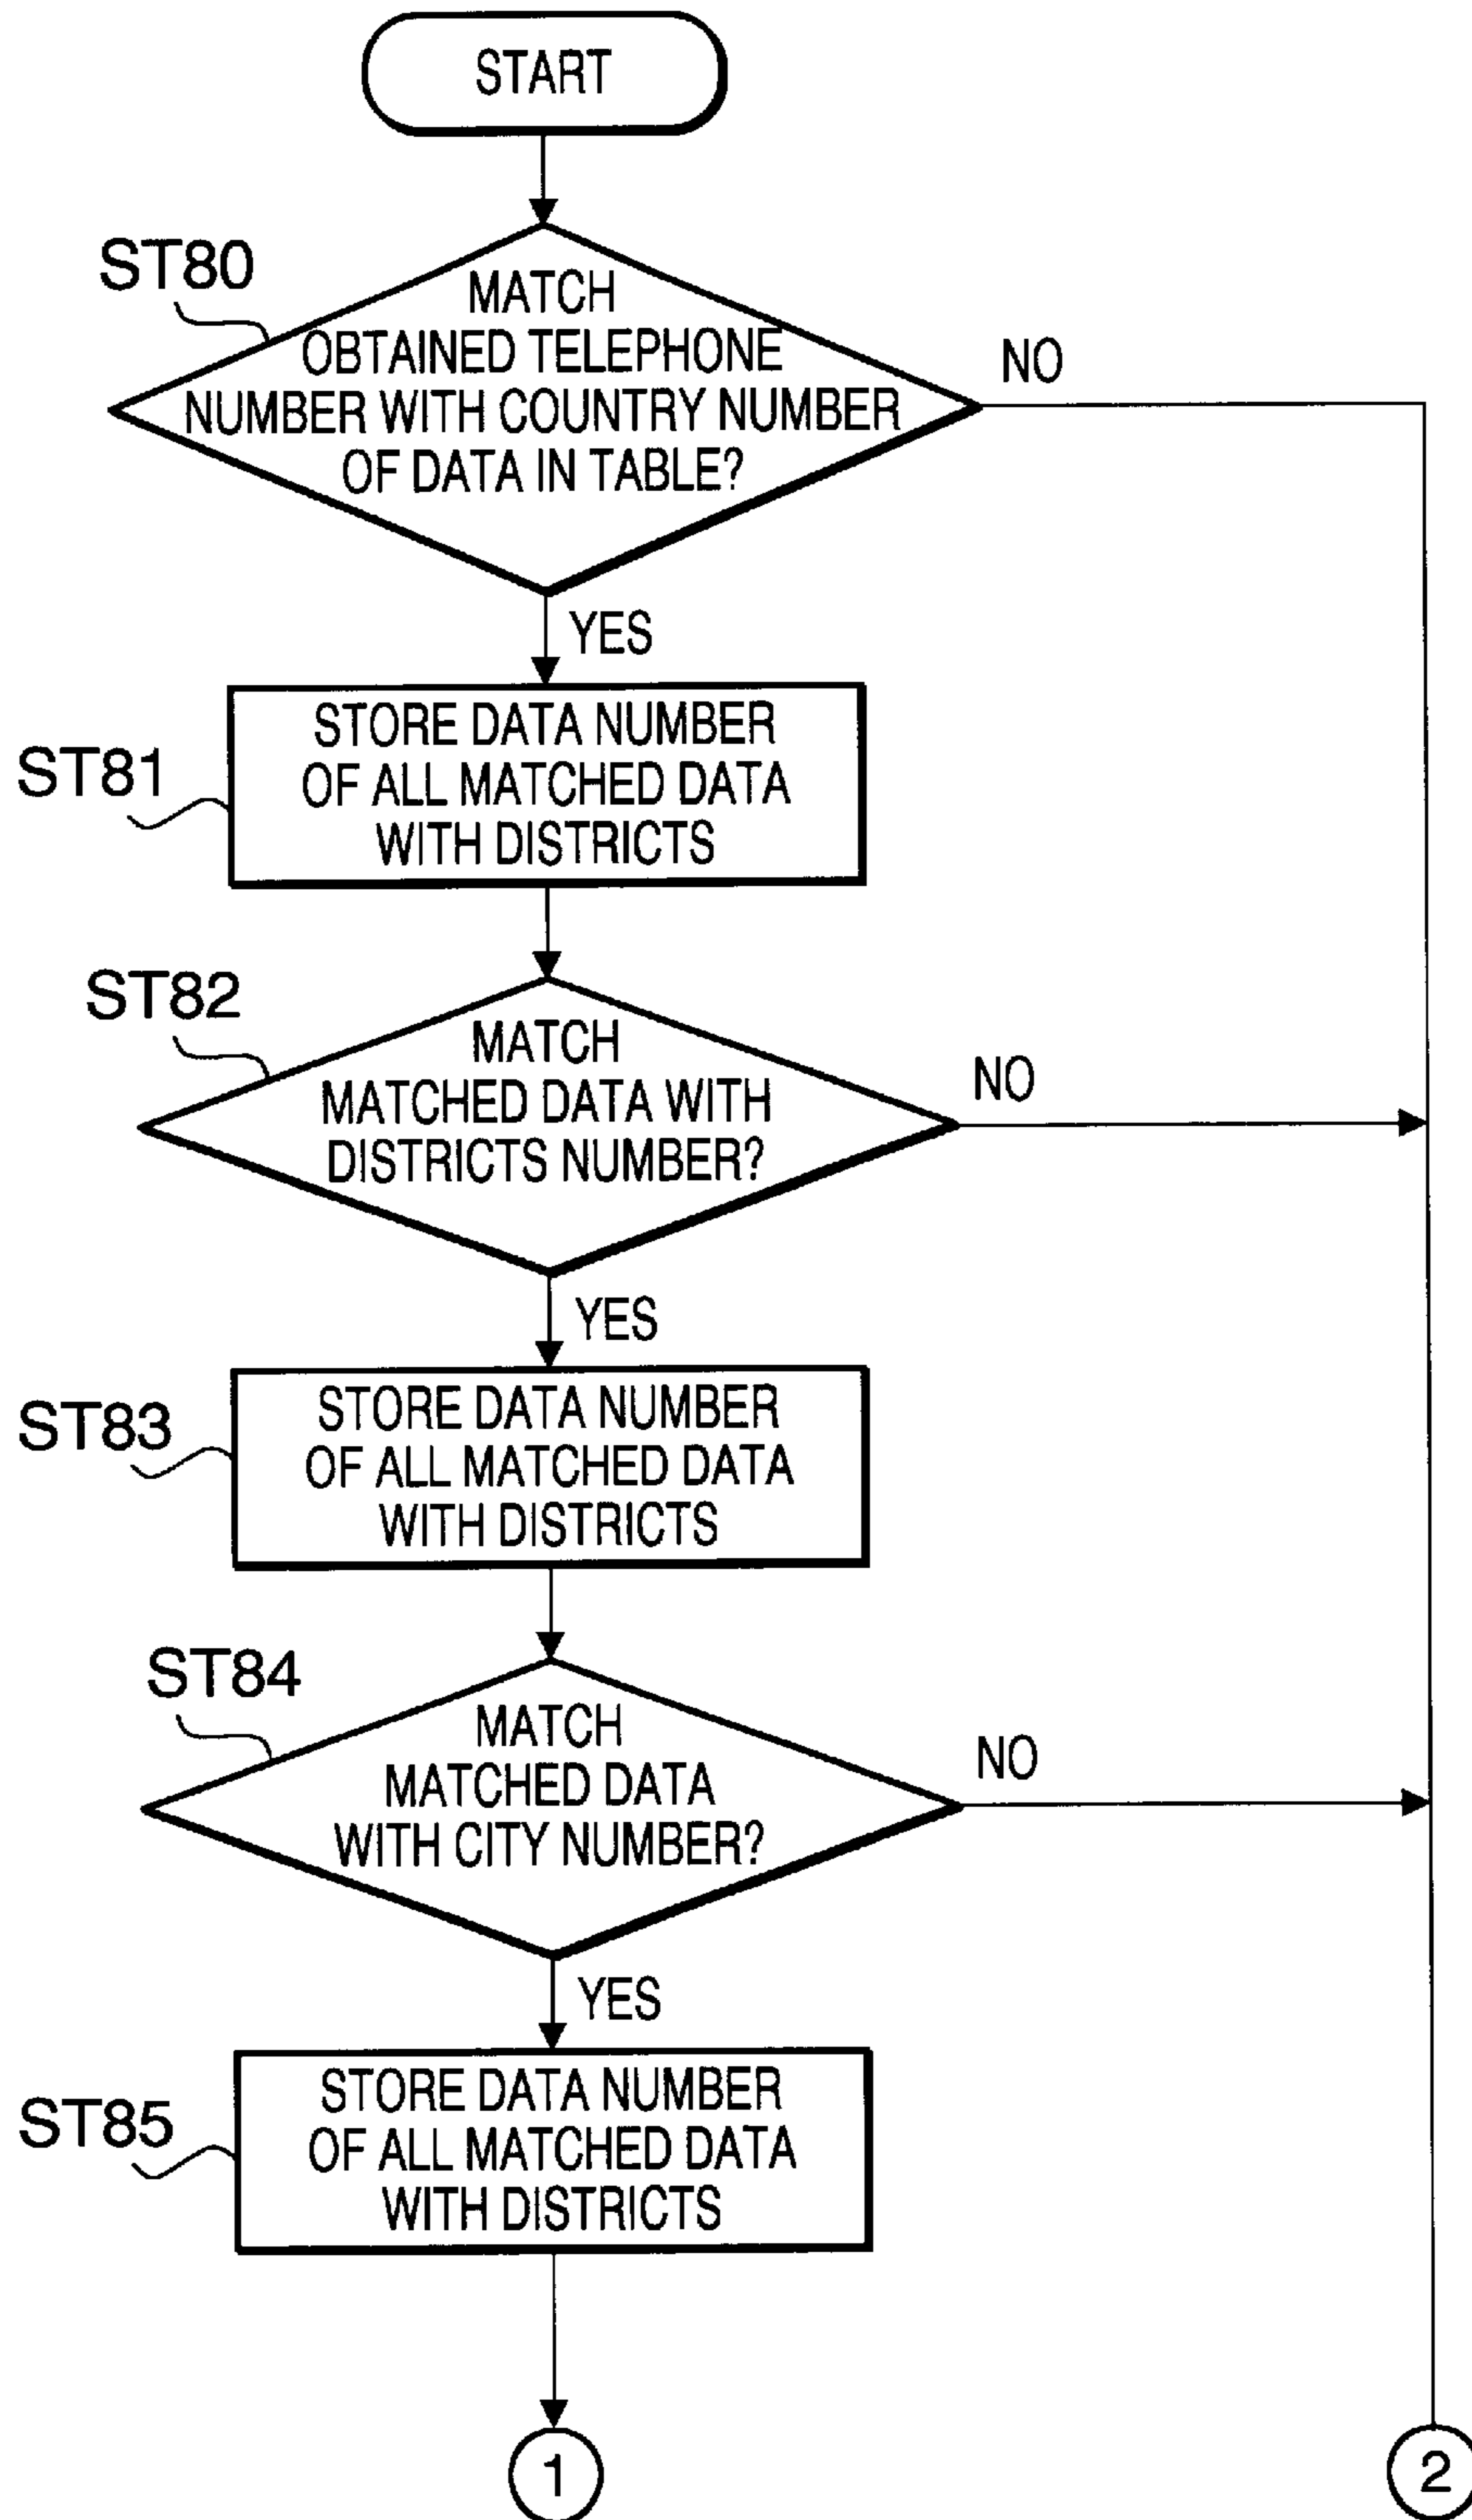 START
ST80
MATCH
OBTAINED TELEPHONE
NUMBER WITH COUNTRY NUMBER
OF DATA IN TABLE?
NO
YES
ST81
STORE DATA NUMBER
OF ALL MATCHED DATA
WITH DISTRICTS
ST82
MATCH
MATCHED DATA WITH
DISTRICTS NUMBER?
NO
YES
ST83
STORE DATA NUMBER
OF ALL MATCHED DATA
WITH DISTRICTS
ST84
MATCH
MATCHED DATA
WITH CITY NUMBER?
NO
YES
ST85
STORE DATA NUMBER
OF ALL MATCHED DATA
WITH DISTRICTS
1
2